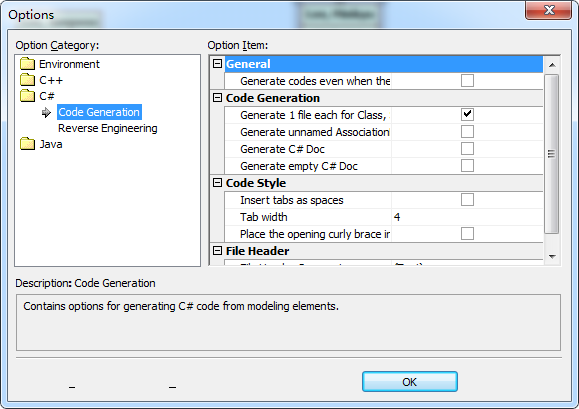 Options
Option Category:
Option Item:
Environment
C++
C#
Code Generation
Reverse Engineering
Java
General
Generate codes even when the
Code Generation
Generate 1 file each for Class,
Generate unnamed Association
Generate C# Doc
Generate empty C# Doc
Code Style
Insert tabs as spaces
Tab width 4
Place the opening curly brace in
File Header
Description: Code Generation
Contains options for generating C# code from modeling elements.
OK